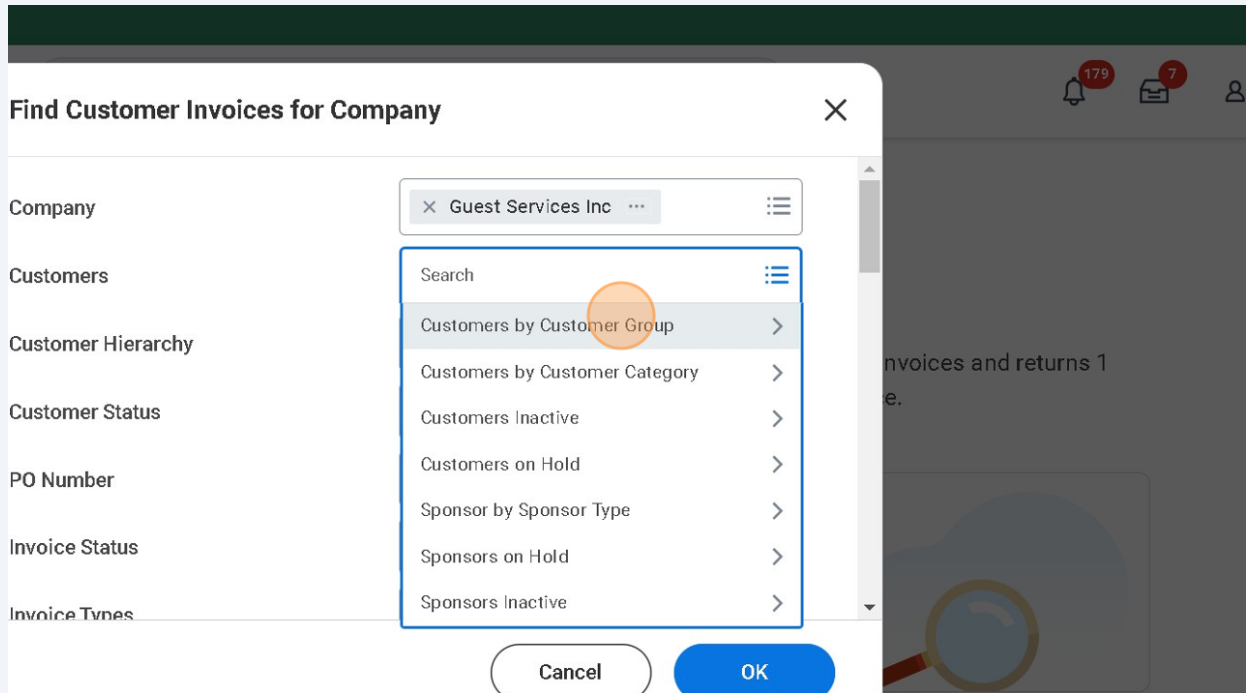 179
7
Find Customer Invoices for Company
Company
Guest Services Inc
Customers
Search
Customers by Customer Group
Customer Hierarchy
Customers by Customer Category
nvoices and returns 1
e.
Customer Status
Customers Inactive
Customers on Hold
PO Number
Sponsor by Sponsor Type
Invoice Status
Sponsors on Hold
Sponsors Inactive
Invoice Types
Cancel
OK